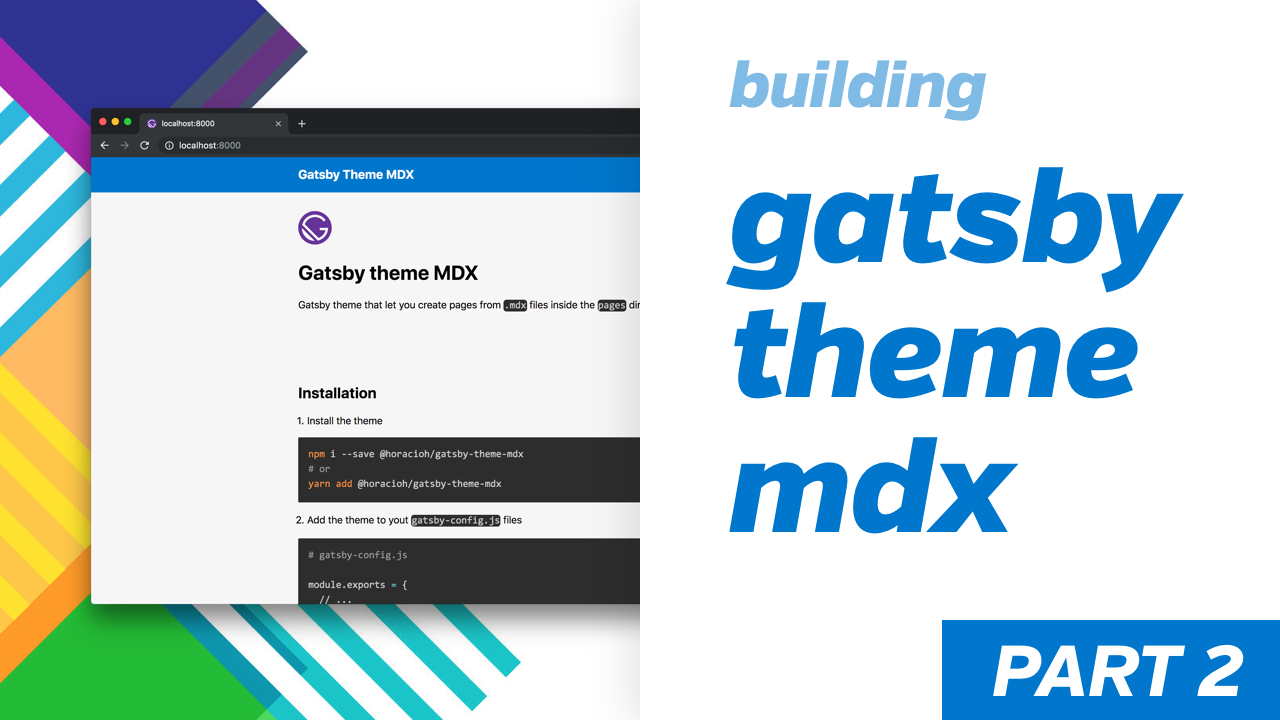 localhost:8000
localhost:8000
Gatsby Theme MDX
Gatsby theme MDX
Gatsby theme that let you create pages from .mdx files inside the pages dir
Installation
1. Install the theme
npm i --save @horacioh/gatsby-theme-mdx
# or
yarn add @horacioh/gatsby-theme-mdx
2. Add the theme to yout gatsby-config.js files
# gatsby-config.js
module.exports = {
// ...
building
gatsby
theme
mdx
PART 2